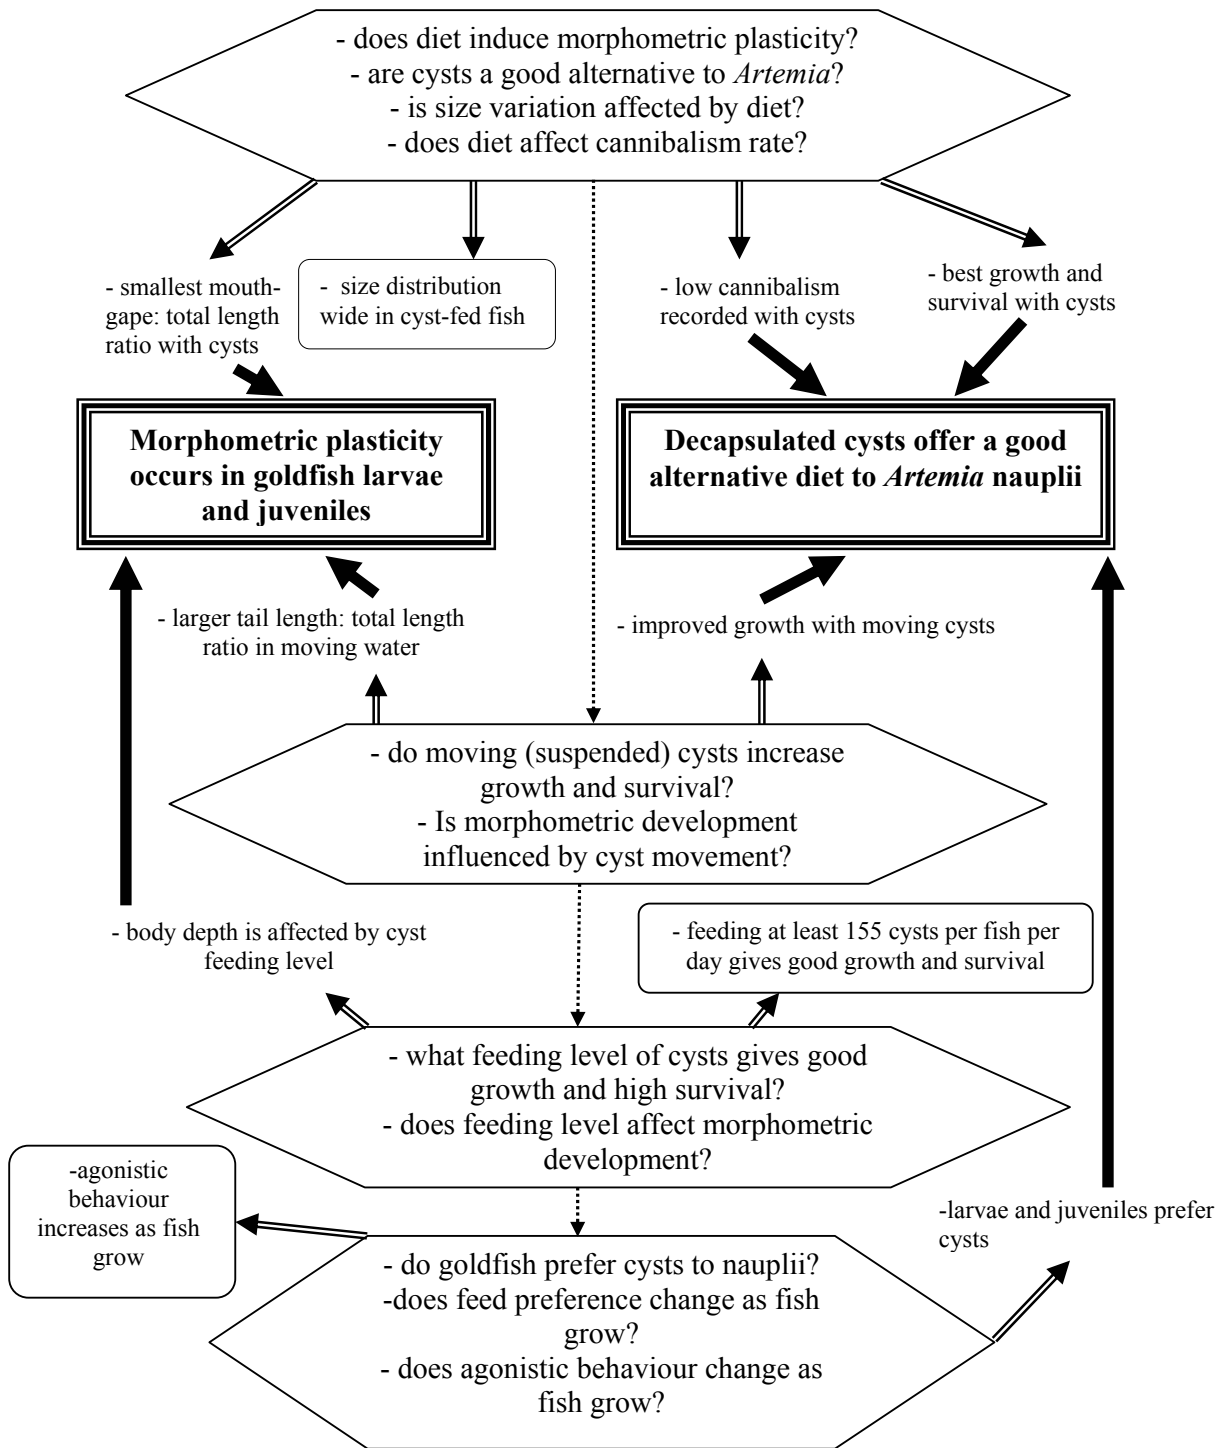 - does diet induce morphometric plasticity?
- are cysts a good alternative to Artemia?
- is size variation affected by diet?
- does diet affect cannibalism rate?
- smallest mouth-
gape: total length
ratio with cysts
- size distribution
wide in cyst-fed fish
- low cannibalism
recorded with cysts
- best growth and
survival with cysts
Morphometric plasticity
occurs in goldfish larvae
and juveniles
Decapsulated cysts offer a good
alternative diet to Artemia nauplii
- larger tail length: total length
ratio in moving water
- improved growth with moving cysts
- do moving (suspended) cysts increase
growth and survival?
- Is morphometric development
influenced by cyst movement?
- body depth is affected by cyst
feeding level
- feeding at least 155 cysts per fish per
day gives good growth and survival
- what feeding level of cysts gives good
growth and high survival?
- does feeding level affect morphometric
development?
-agonistic
behaviour
increases as fish
grow
-larvae and juveniles prefer
cysts
- do goldfish prefer cysts to nauplii?
-does feed preference change as fish
grow?
- does agonistic behaviour change as
fish grow?